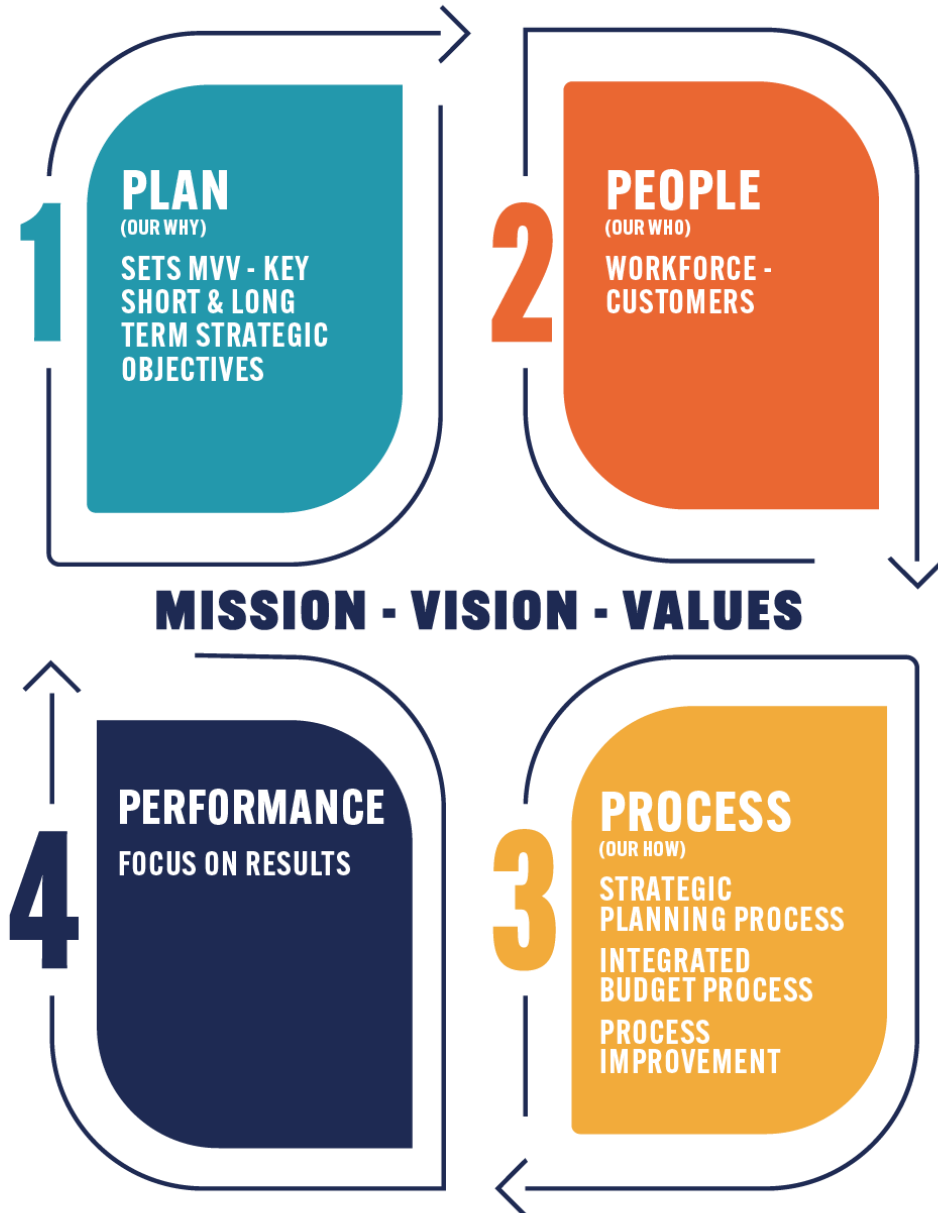 1
PLAN
(OUR WHY)
SETS MVV - KEY
SHORT & LONG
TERM STRATEGIC
OBJECTIVES
2
PEOPLE
(OUR WHO)
WORKFORCE -
CUSTOMERS
MISSION - VISION - VALUES
3
PROCESS
(OUR HOW)
STRATEGIC
PLANNING PROCESS
INTEGRATED
BUDGET PROCESS
PROCESS
IMPROVEMENT
4
PERFORMANCE
FOCUS ON RESULTS